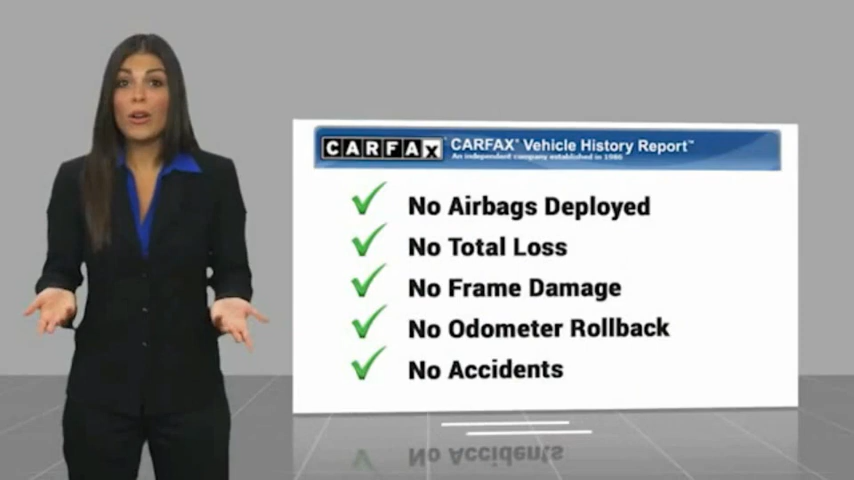 CARFAX CARFAX® Vehicle History Report™
An independent company established in 1986
No Airbags Deployed
No Total Loss
No Frame Damage
No Odometer Rollback
No Accidents
No Accidents